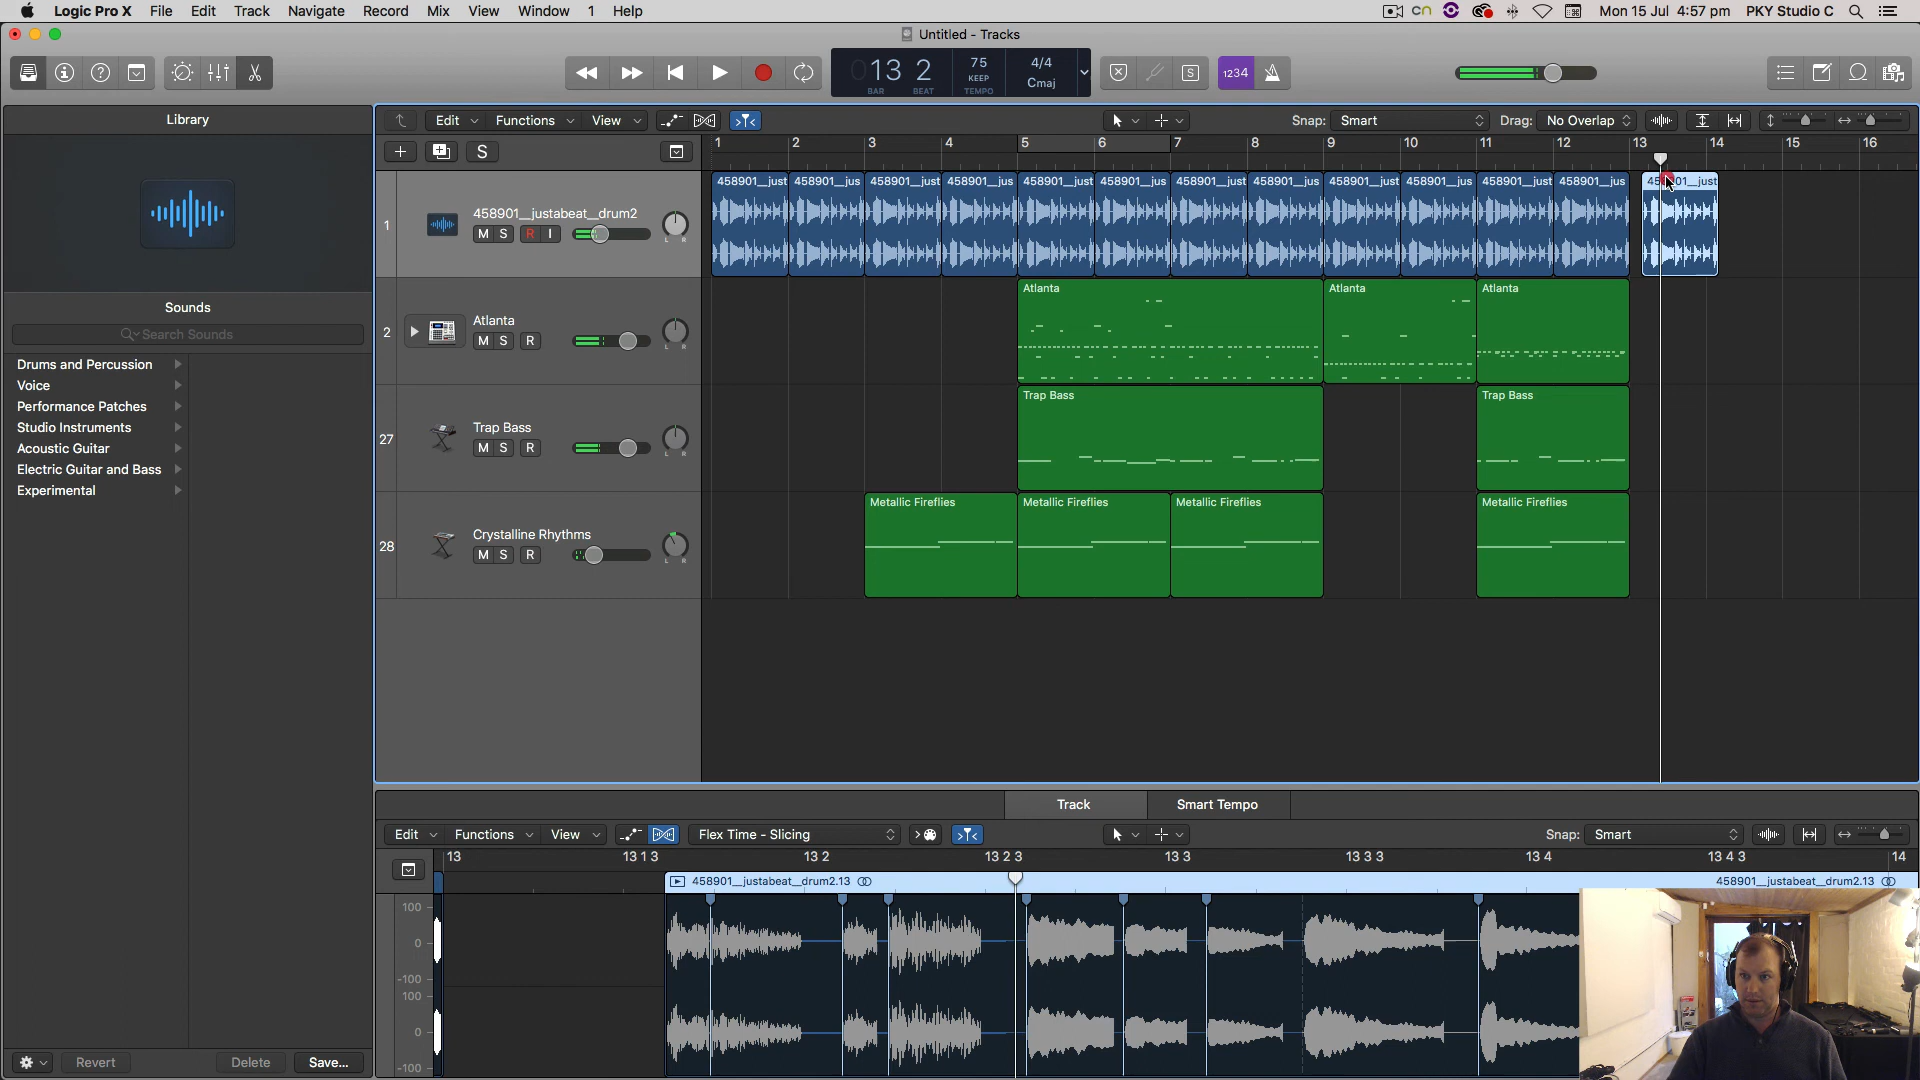 Logic Pro X File Edit Track Navigate Record Mix View Window 1 Help Mon 15 Jul 4:57 pm PKY Studio C
Untitled - Tracks
013 2 75 KEEP 4/4 Cmaj
BAR BEAT TEMPO
S 1234
Library
Edit Functions View Snap: Smart Drag: No Overlap
S
1 2 3 4 5 6 7 8 9 10 11 12 13 14 15 16
Sounds
Search Sounds
Drums and Percussion
Voice
Performance Patches
Studio Instruments
Acoustic Guitar
Electric Guitar and Bass
Experimental
458901__just 458901__jus 458901__jus 458901__jus 458901__just 458901__jus 458901__just 458901__jus 458901__just 458901__jus 458901__just 458901__jus
1 458901__justabeat__drum2
M S R I L R
Atlanta Atlanta Atlanta
2 Atlanta
M S R L R
Trap Bass Trap Bass
27 Trap Bass
M S R L R
Metallic Fireflies Metallic Fireflies Metallic Fireflies Metallic Fireflies
28 Crystalline Rhythms
M S R L R
Track Smart Tempo
Edit Functions View Flex Time - Slicing Snap: Smart
13 13 1 3 13 2 13 2 3 13 3 13 3 3 13 4 13 4 3 14
458901__justabeat__drum2.13 458901__justabeat__drum2.13
100
0
-100
100
0
-100
Revert Delete Save...